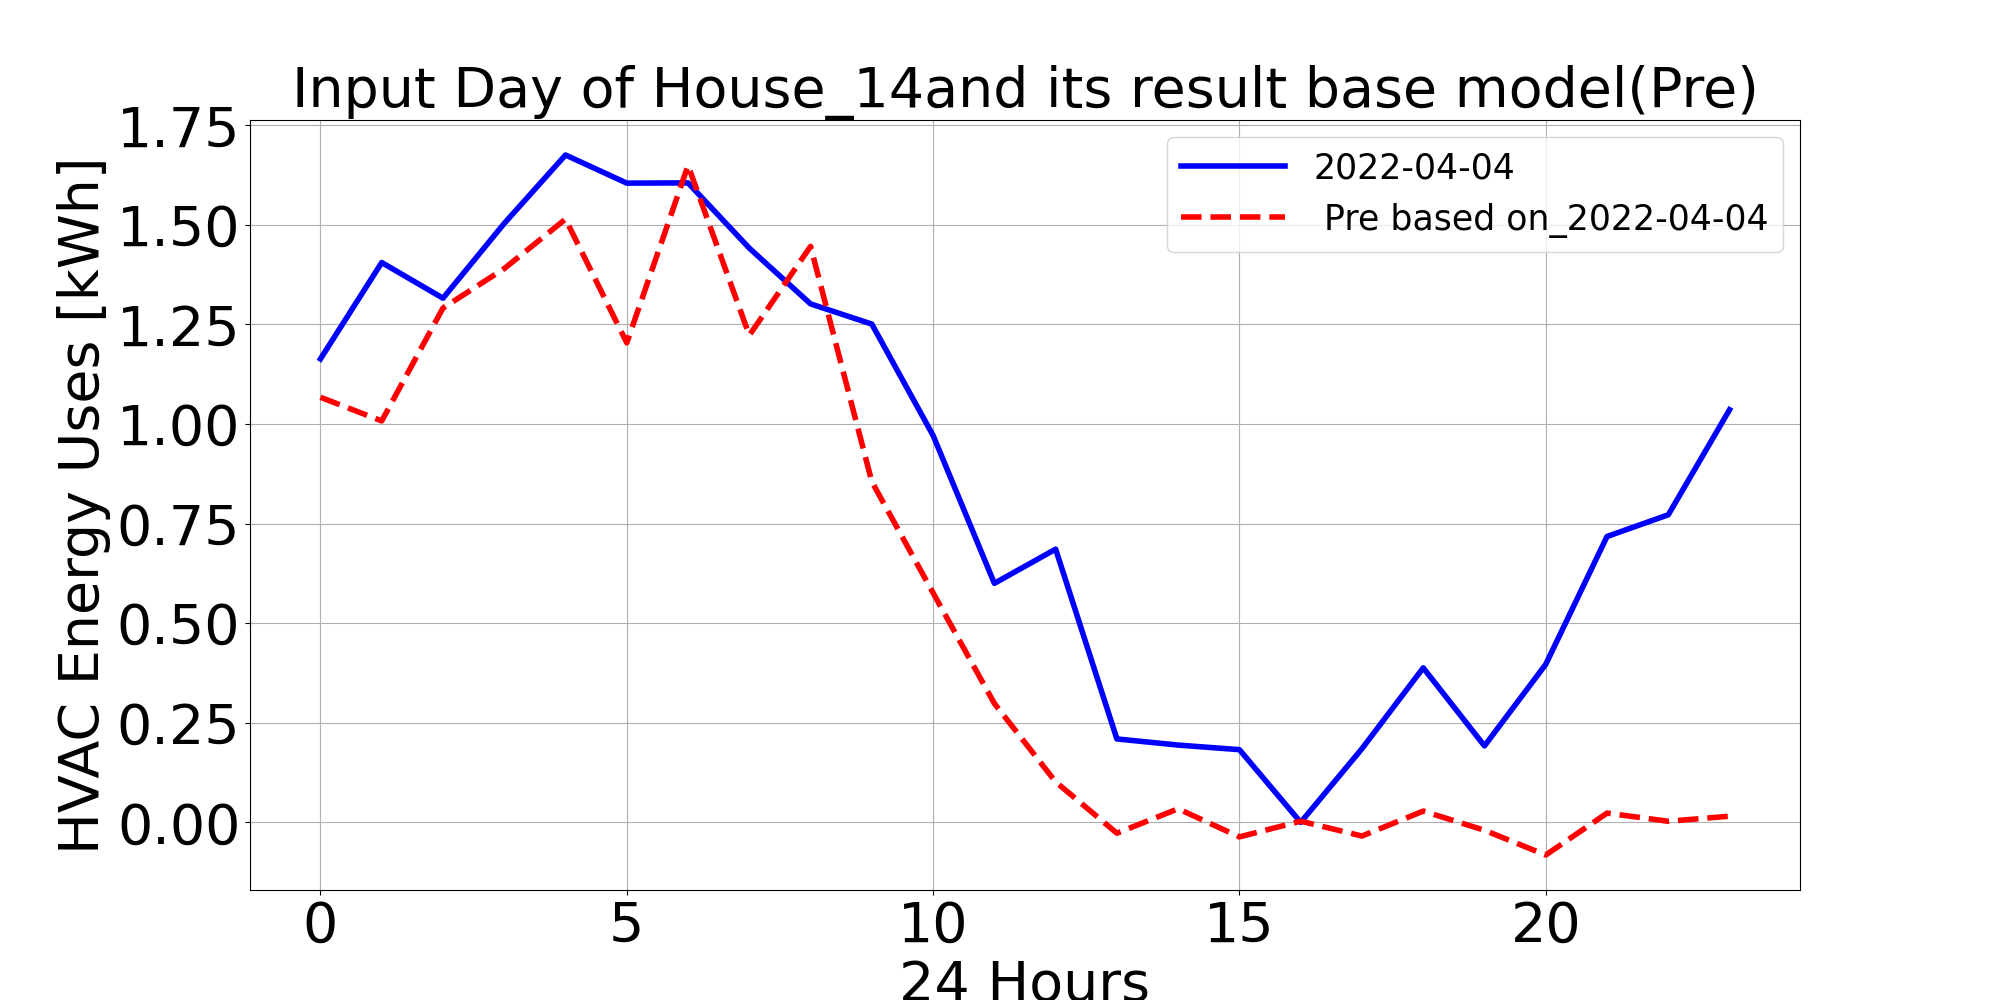 Input Day of House_14and its result base model(Pre)
HVAC Energy Uses [kWh]
1.75
1.50
1.25
1.00
0.75
0.50
0.25
0.00
2022-04-04
Pre based on_2022-04-04
0 5 10 15 20
24 Hours